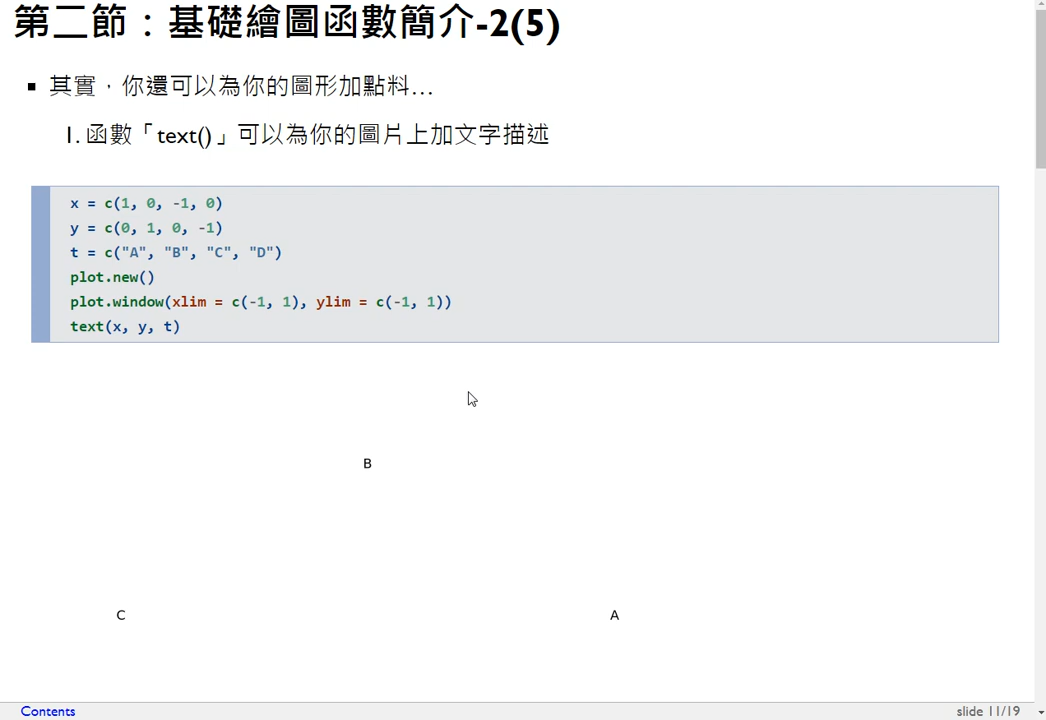 第二節：基礎繪圖函數簡介-2(5)
其實，你還可以為你的圖形加點料…
1. 函數「text()」可以為你的圖片上加文字描述
x = c(1, 0, -1, 0)
y = c(0, 1, 0, -1)
t = c("A", "B", "C", "D")
plot.new()
plot.window(xlim = c(-1, 1), ylim = c(-1, 1))
text(x, y, t)
B
C A
Contents slide 11/19